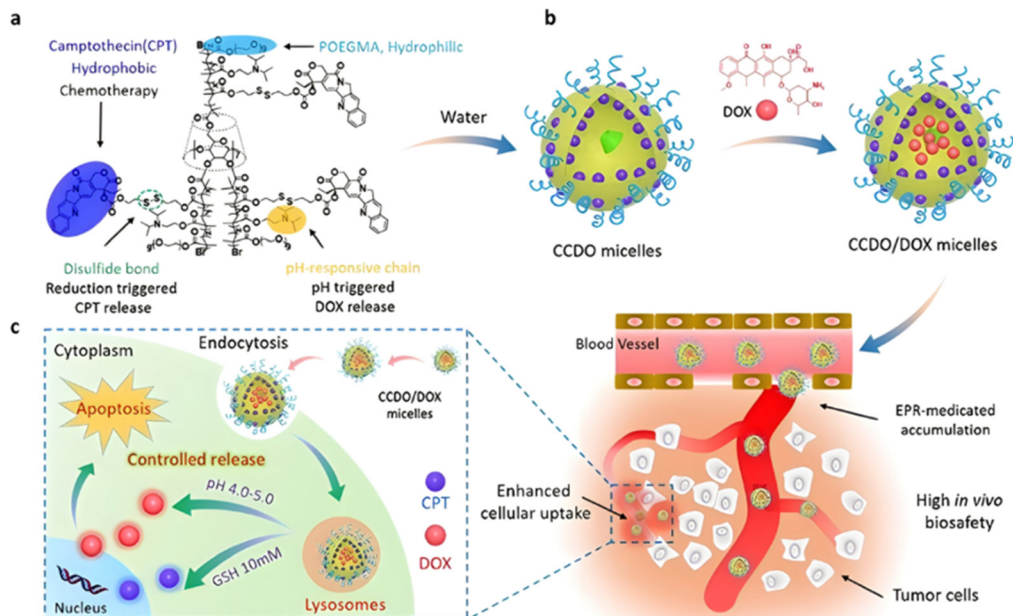 a
Camptothecin(CPT)
Hydrophobic
Chemotherapy
POEGMA, Hydrophilic
Disulfide bond
Reduction triggered
CPT release
pH-responsive chain
pH triggered
DOX release
Water
b
DOX
CCDO micelles
CCDO/DOX micelles
Blood Vessel
EPR-medicated
accumulation
Enhanced
cellular uptake
High in vivo
biosafety
Tumor cells
c
Cytoplasm
Endocytosis
CCDO/DOX
micelles
Apoptosis
Controlled release
pH 4.0-5.0
GSH 10mM
CPT
DOX
Nucleus
Lysosomes